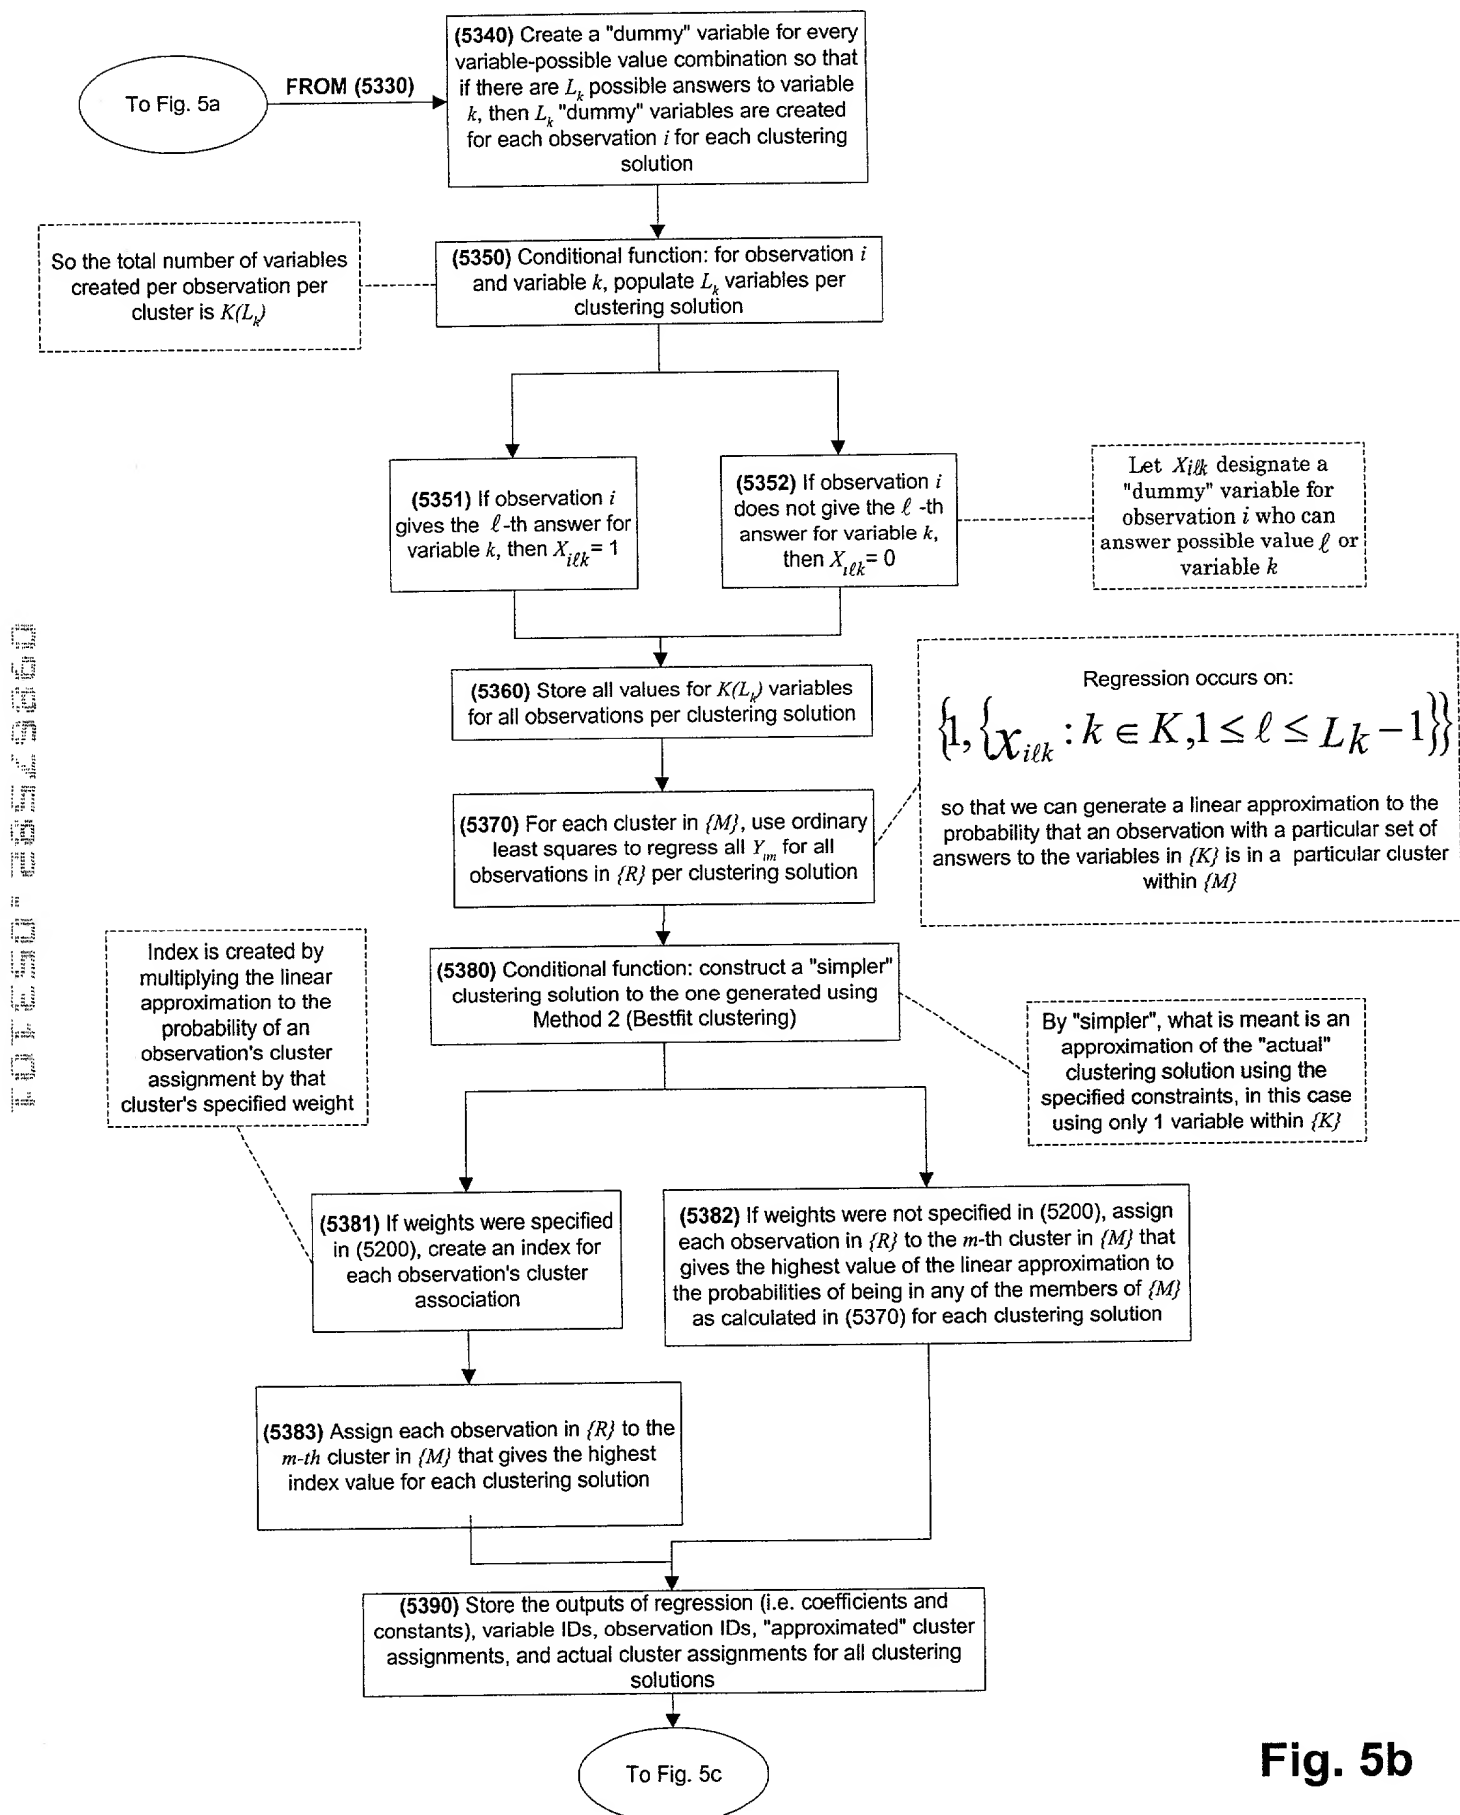 (5340) Create a "dummy" variable for every
variable-possible value combination so that
if there are Lk possible answers to variable
k, then Lk "dummy" variables are created
for each observation i for each clustering
solution
To Fig. 5a
FROM (5330)
So the total number of variables
created per observation per
cluster is K(Lk)
(5350) Conditional function: for observation i
and variable k, populate Lk variables per
clustering solution
(5351) If observation i
gives the ℓ-th answer for
variable k, then Xiℓk = 1
(5352) If observation i
does not give the ℓ -th
answer for variable k,
then Xiℓk = 0
Let Xiℓk designate a
"dummy" variable for
observation i who can
answer possible value ℓ or
variable k
(5360) Store all values for K(Lk) variables
for all observations per clustering solution
Regression occurs on:
{1, {xiℓk : k ∈ K,1 ≤ ℓ ≤ Lk − 1}}
so that we can generate a linear approximation to the
probability that an observation with a particular set of
answers to the variables in {K} is in a particular cluster
within {M}
(5370) For each cluster in {M}, use ordinary
least squares to regress all Yim for all
observations in {R} per clustering solution
Index is created by
multiplying the linear
approximation to the
probability of an
observation's cluster
assignment by that
cluster's specified weight
(5380) Conditional function: construct a "simpler"
clustering solution to the one generated using
Method 2 (Bestfit clustering)
By "simpler", what is meant is an
approximation of the "actual"
clustering solution using the
specified constraints, in this case
using only 1 variable within {K}
(5381) If weights were specified
in (5200), create an index for
each observation's cluster
association
(5382) If weights were not specified in (5200), assign
each observation in {R} to the m-th cluster in {M} that
gives the highest value of the linear approximation to
the probabilities of being in any of the members of {M}
as calculated in (5370) for each clustering solution
(5383) Assign each observation in {R} to the
m-th cluster in {M} that gives the highest
index value for each clustering solution
(5390) Store the outputs of regression (i.e. coefficients and
constants), variable IDs, observation IDs, "approximated" cluster
assignments, and actual cluster assignments for all clustering
solutions
To Fig. 5c
Fig. 5b